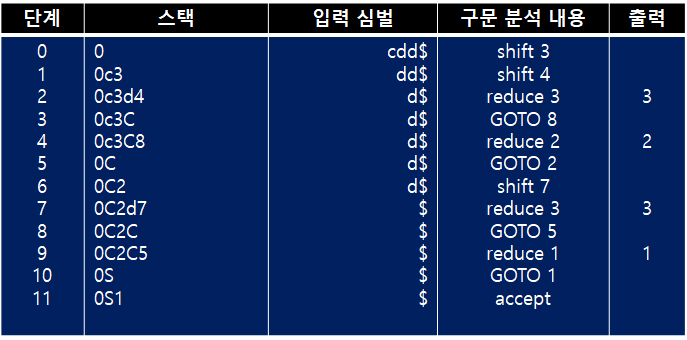 단계 스택 입력 심벌 구문 분석 내용 출력
0 0 cdd$ shift 3
1 0c3 dd$ shift 4
2 0c3d4 d$ reduce 3 3
3 0c3C d$ GOTO 8
4 0c3C8 d$ reduce 2 2
5 0C d$ GOTO 2
6 0C2 d$ shift 7
7 0C2d7 $ reduce 3 3
8 0C2C $ GOTO 5
9 0C2C5 $ reduce 1 1
10 0S $ GOTO 1
11 0S1 $ accept